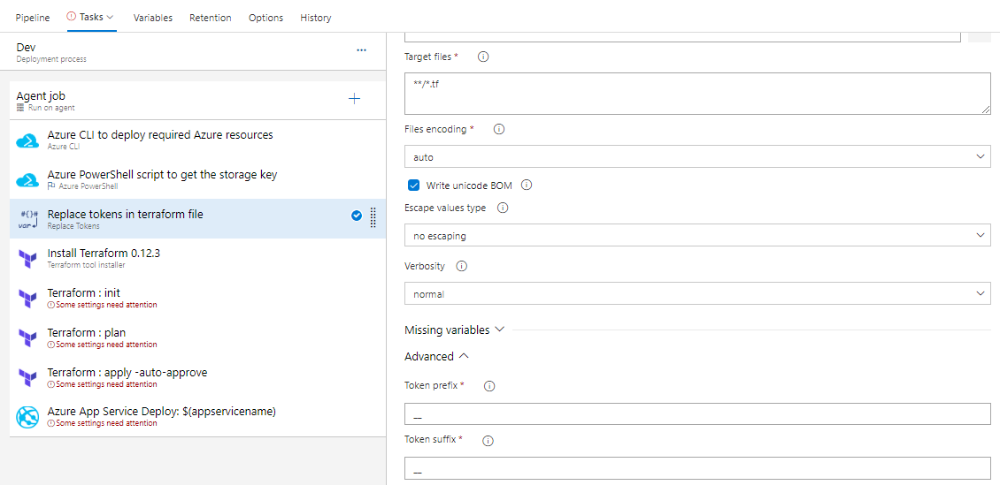 Pipeline Tasks Variables Retention Options History
Dev
Deployment process
Agent job
Run on agent
Azure CLI to deploy required Azure resources
Azure CLI
Azure PowerShell script to get the storage key
Azure PowerShell
#{}#
var
Replace tokens in terraform file
Replace Tokens
Install Terraform 0.12.3
Terraform tool installer
Terraform : init
Some settings need attention
Terraform : plan
Some settings need attention
Terraform : apply -auto-approve
Some settings need attention
Azure App Service Deploy: $(appservicename)
Some settings need attention
Target files *
**/*.tf
Files encoding *
auto
Write unicode BOM
Escape values type
no escaping
Verbosity
normal
Missing variables
Advanced
Token prefix *
__
Token suffix *
__